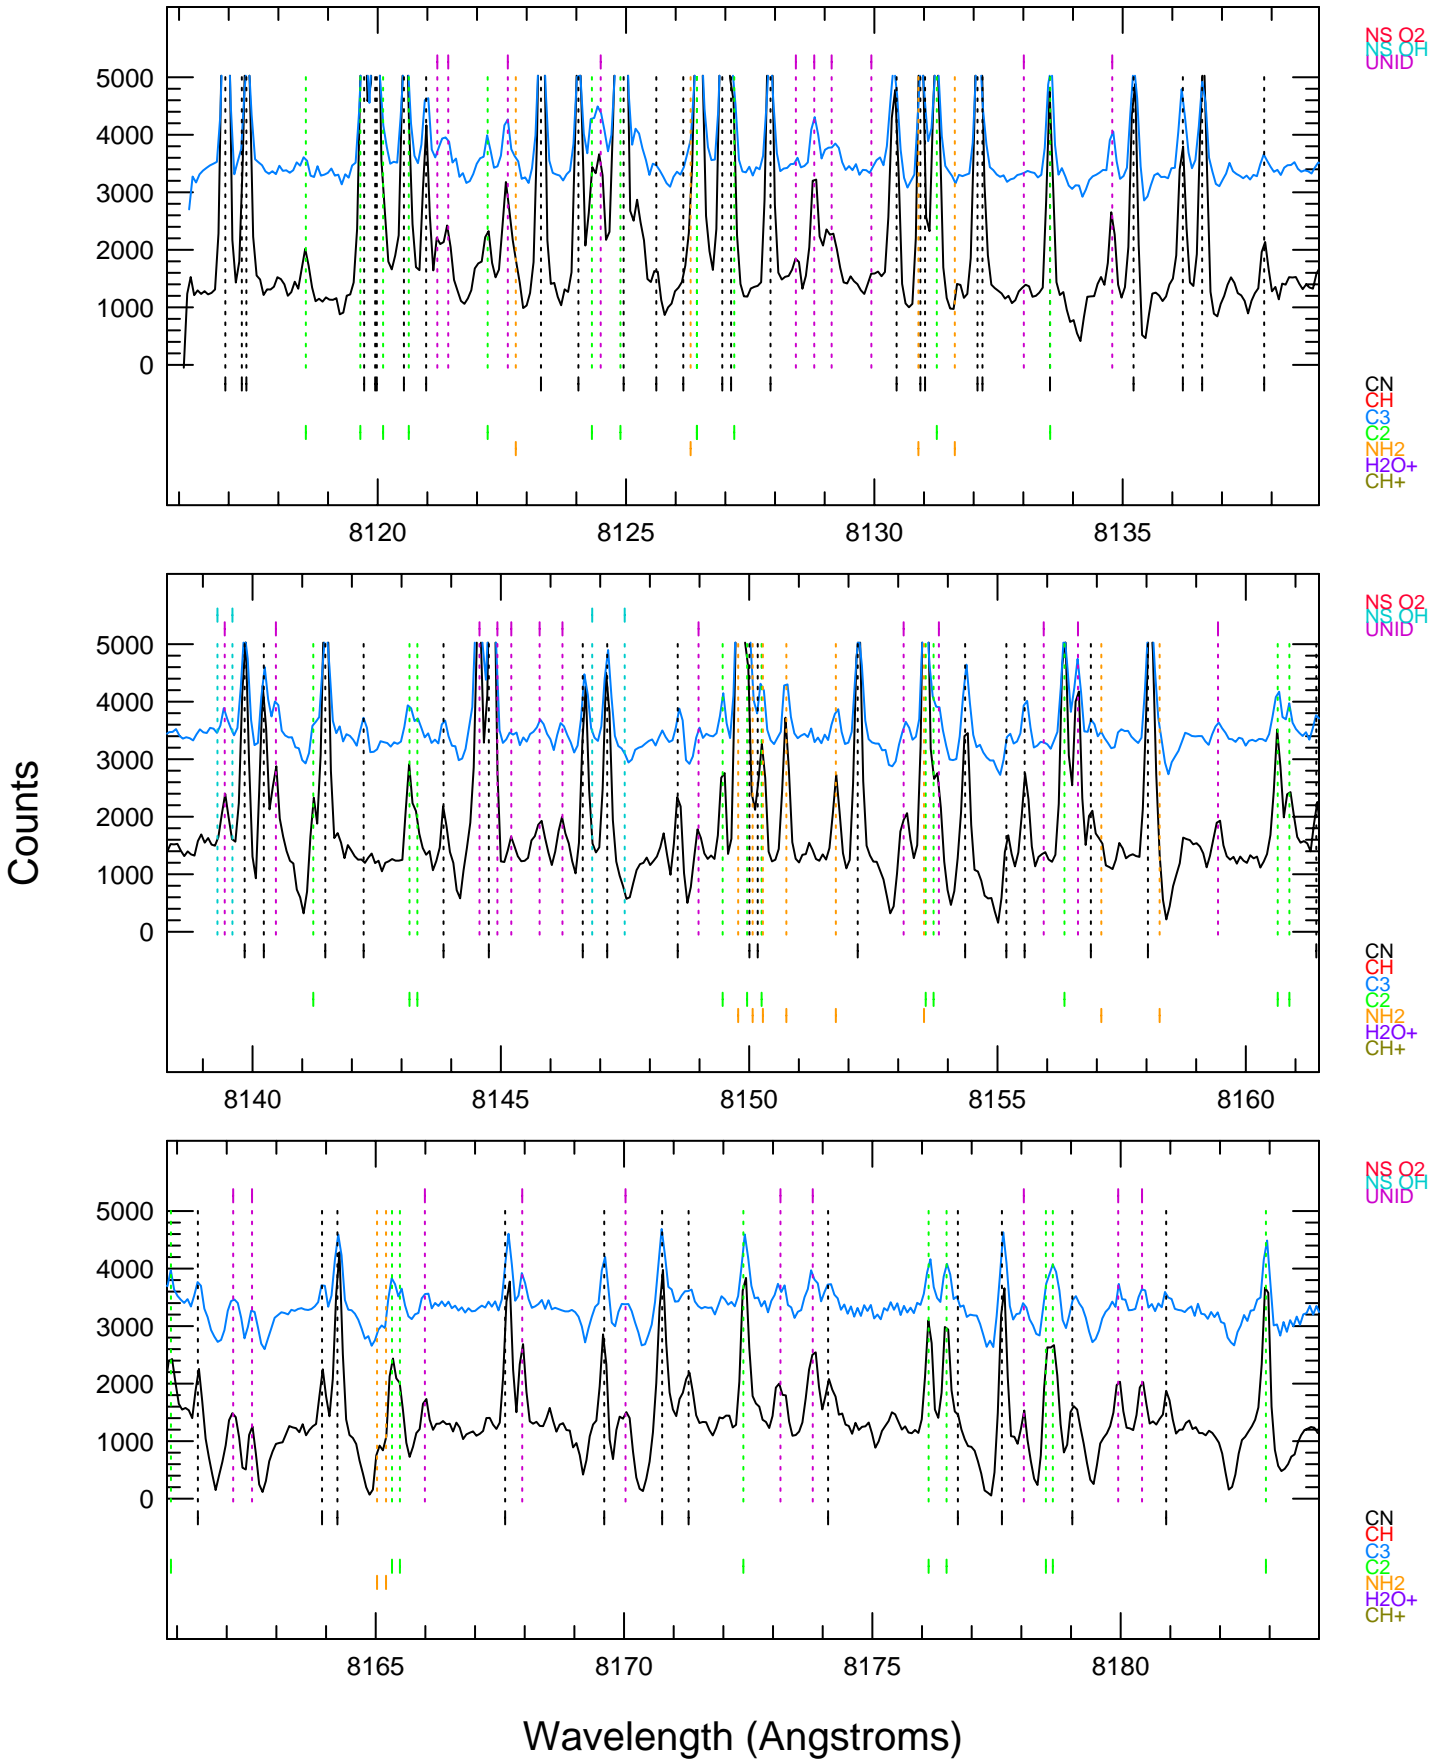 NS O2
NS OH
UNID
5000
4000
3000
2000
1000
0
CN
CH
C3
C2
NH2
H2O+
CH+
8120
8125
8130
8135
NS O2
NS OH
UNID
5000
4000
3000
2000
1000
0
CN
CH
C3
C2
NH2
H2O+
CH+
8140
8145
8150
8155
8160
Counts
NS O2
NS OH
UNID
5000
4000
3000
2000
1000
0
CN
CH
C3
C2
NH2
H2O+
CH+
8165
8170
8175
8180
Wavelength (Angstroms)